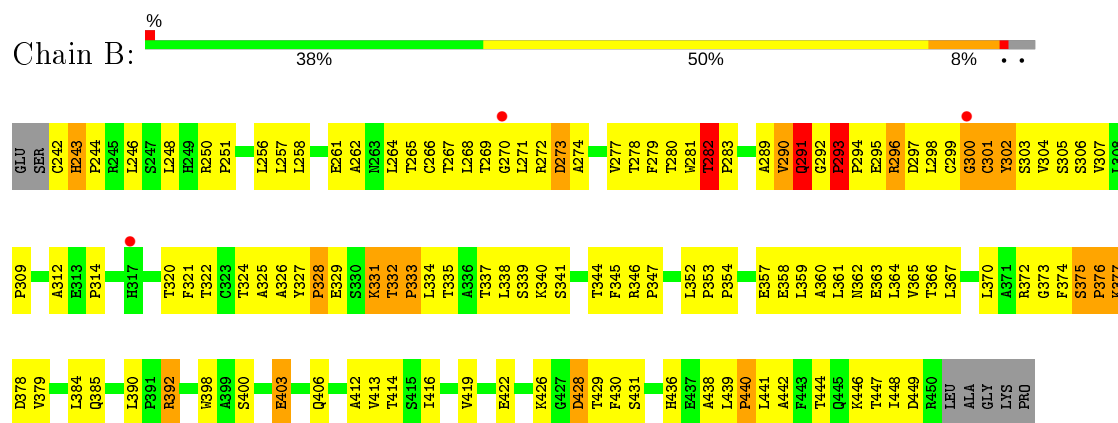 %
Chain B:
38% 50% 8% • •
GLU SER C242 H243 P244 R245 L246 S247 L248 H249 R250 P251 L256 L257 L258 E261 A262 N263 L264 T265 C266 T267 L268 T269 G270 L271 R272 D273 A274 V277 T278 F279 T280 W281 T282 P283 A289 V290 Q291 G292 P293 P294 E295 R296 D297 L298 C299 G300 C301 Y302 S303 V304 S305 S306 V307 L308
P309 A312 E313 P314 H317 T320 F321 T322 C323 T324 A325 A326 Y327 P328 E329 S330 K331 T332 P333 L334 T335 A336 T337 L338 S339 K340 S341 T344 F345 R346 P347 L352 P353 P354 E357 E358 L359 A360 L361 N362 E363 L364 V365 T366 L367 L370 A371 R372 G373 F374 S375 P376 K377
D378 V379 L384 Q385 L390 P391 R392 W398 A399 S400 E403 Q406 A412 V413 T414 S415 I416 V419 E422 K426 G427 D428 T429 F430 S431 H436 E437 A438 L439 P440 L441 A442 F443 T444 Q445 K446 T447 I448 D449 R450 LEU ALA GLY LYS PRO